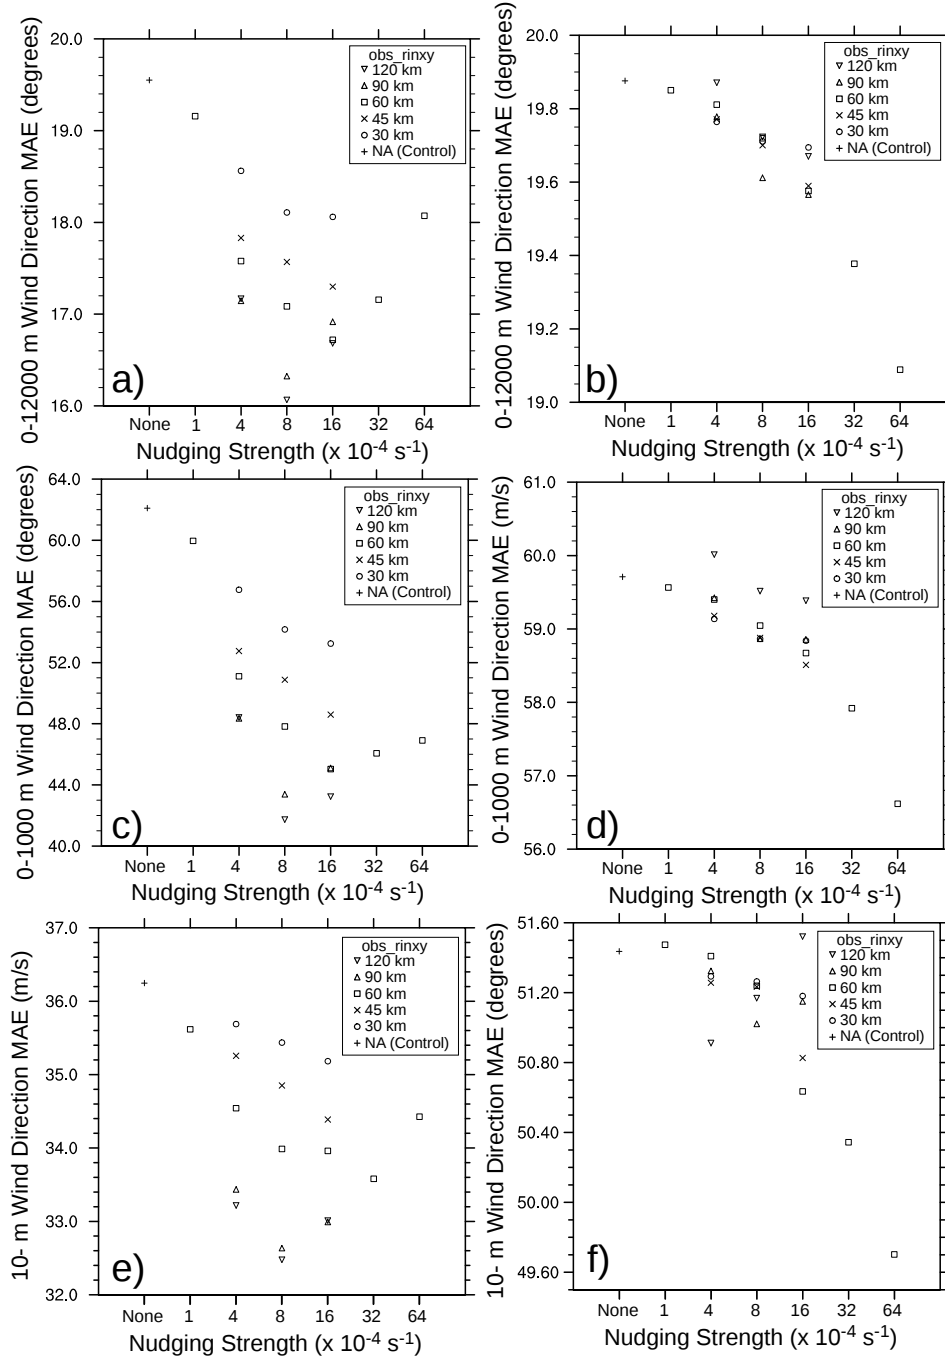 0-12000 m Wind Direction MAE (degrees)
20.0
19.0
18.0
17.0
16.0
obs_rinxy
120 km
90 km
60 km
45 km
30 km
NA (Control)
a)
None 1 4 8 16 32 64
Nudging Strength (x 10⁻⁴ s⁻¹)
0-12000 m Wind Direction MAE (degrees)
20.0
19.8
19.6
19.4
19.2
19.0
obs_rinxy
120 km
90 km
60 km
45 km
30 km
NA (Control)
b)
None 1 4 8 16 32 64
Nudging Strength (x 10⁻⁴ s⁻¹)
0-1000 m Wind Direction MAE (degrees)
64.0
60.0
56.0
52.0
48.0
44.0
40.0
obs_rinxy
120 km
90 km
60 km
45 km
30 km
NA (Control)
c)
None 1 4 8 16 32 64
Nudging Strength (x 10⁻⁴ s⁻¹)
0-1000 m Wind Direction MAE (m/s)
61.0
60.0
59.0
58.0
57.0
56.0
obs_rinxy
120 km
90 km
60 km
45 km
30 km
NA (Control)
d)
None 1 4 8 16 32 64
Nudging Strength (x 10⁻⁴ s⁻¹)
10- m Wind Direction MAE (m/s)
37.0
36.0
35.0
34.0
33.0
32.0
obs_rinxy
120 km
90 km
60 km
45 km
30 km
NA (Control)
e)
None 1 4 8 16 32 64
Nudging Strength (x 10⁻⁴ s⁻¹)
10- m Wind Direction MAE (degrees)
51.60
51.20
50.80
50.40
50.00
49.60
obs_rinxy
120 km
90 km
60 km
45 km
30 km
NA (Control)
f)
None 1 4 8 16 32 64
Nudging Strength (x 10⁻⁴ s⁻¹)